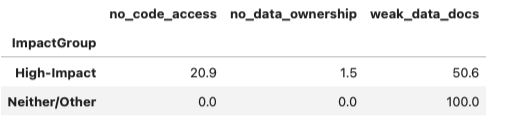 no_code_access no_data_ownership weak_data_docs
ImpactGroup
High-Impact 20.9 1.5 50.6
Neither/Other 0.0 0.0 100.0